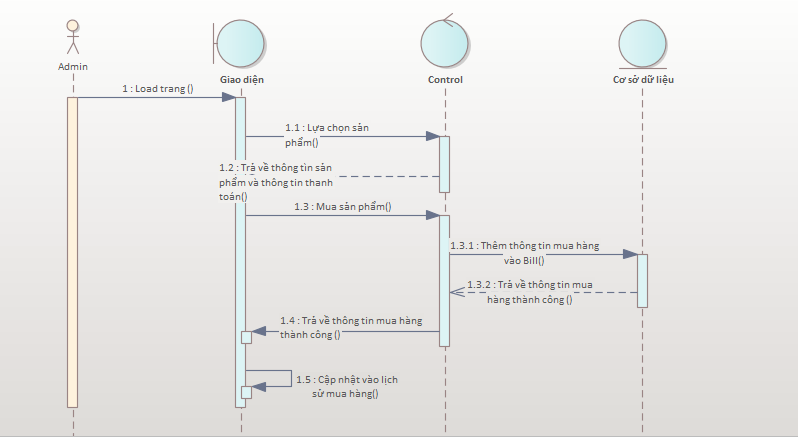 Admin
Giao diện
Control
Cơ sở dữ liệu
1 : Load trang ()
1.1 : Lựa chọn sản
phẩm()
1.2 : Trả về thông tin sản
phẩm và thông tin thanh
toán()
1.3 : Mua sản phẩm()
1.3.1 : Thêm thông tin mua hàng
vào Bill()
1.3.2 : Trả về thông tin mua
hàng thành công ()
1.4 : Trả về thông tin mua hàng
thành công ()
1.5 : Cập nhật vào lịch
sử mua hàng()